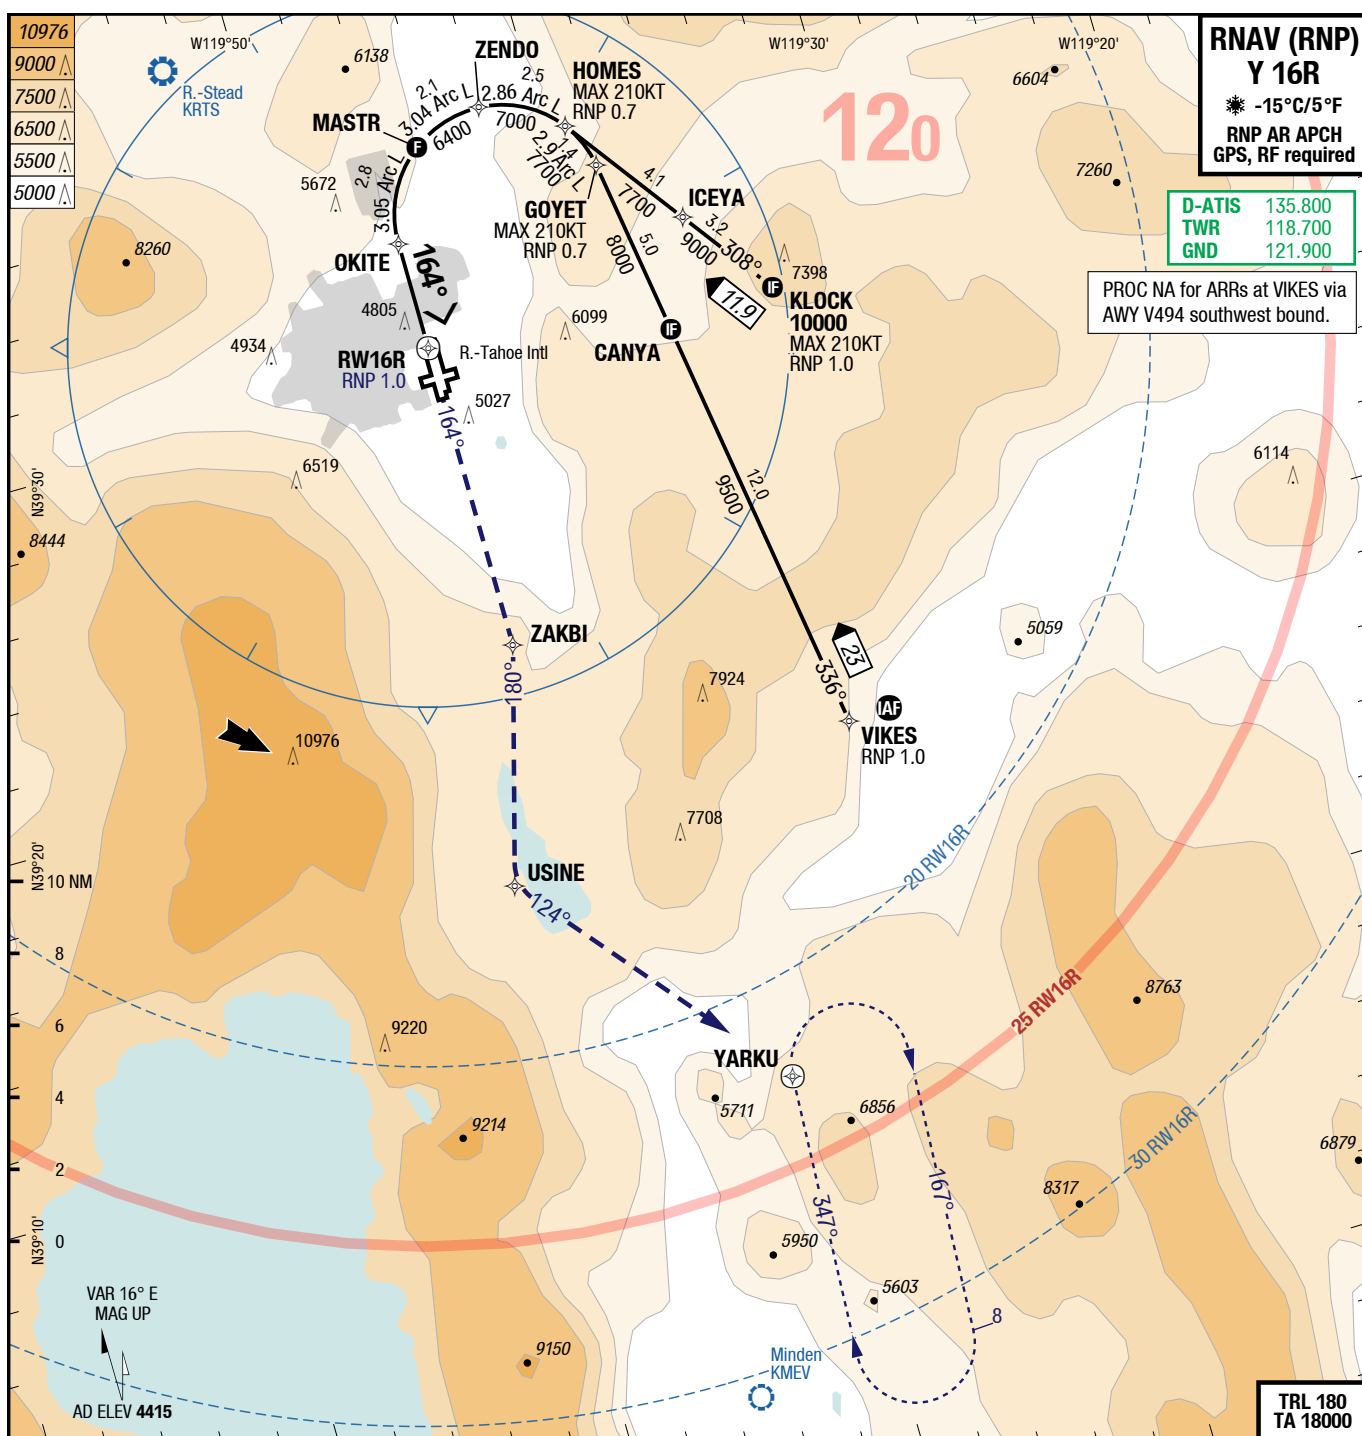 10976
9000
7500
6500
5500
5000
W119°50'
W119°30'
W119°20'
RNAV (RNP)
Y 16R
-15°C/5°F
RNP AR APCH
GPS, RF required
D-ATIS 135.800
TWR 118.700
GND 121.900
PROC NA for ARRs at VIKES via
AWY V494 southwest bound.
120
6138
6604
7260
R.-Stead
KRTS
ZENDO
HOMES
MAX 210KT
RNP 0.7
MASTR
F
2.1
3.04 Arc L
6400
2.5
2.86 Arc L
7000
1.4
2.9 Arc L
7700
2.8
3.05 Arc L
5672
GOYET
MAX 210KT
RNP 0.7
4.1
7700
ICEYA
3.2
9000
308°
7398
IF
KLOCK
10000
MAX 210KT
RNP 1.0
11.9
5.0
8000
8260
OKITE
164°
4805
4934
6099
IF
CANYA
RW16R
RNP 1.0
R.-Tahoe Intl
5027
164°
6519
N39°30'
8444
12.0
9500
6114
ZAKBI
180°
5059
23
336°
7924
IAF
VIKES
RNP 1.0
10976
7708
20 RW16R
N39°20'
10 NM
8
6
4
2
0
USINE
124°
25 RW16R
8763
9220
YARKU
5711
6856
9214
30 RW16R
6879
8317
167°
347°
5950
5603
8
N39°10'
VAR 16° E
MAG UP
AD ELEV 4415
9150
Minden
KMEV
TRL 180
TA 18000